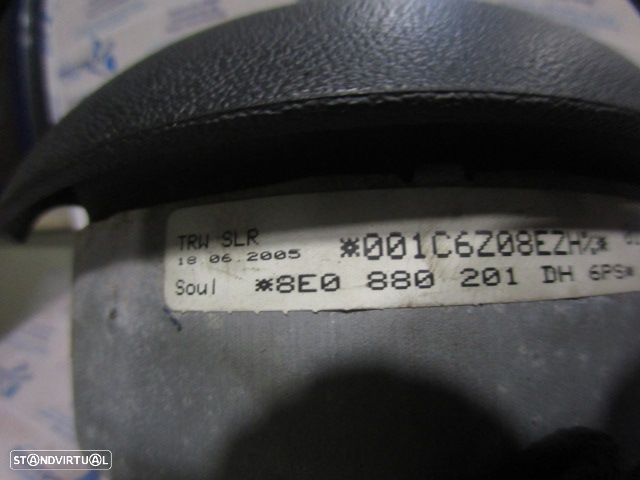 TRW SLR
18.06.2005
*001C6Z08EZH%*
Soul *8E0 880 201 DH 6PS*
STANDVIRTUAL